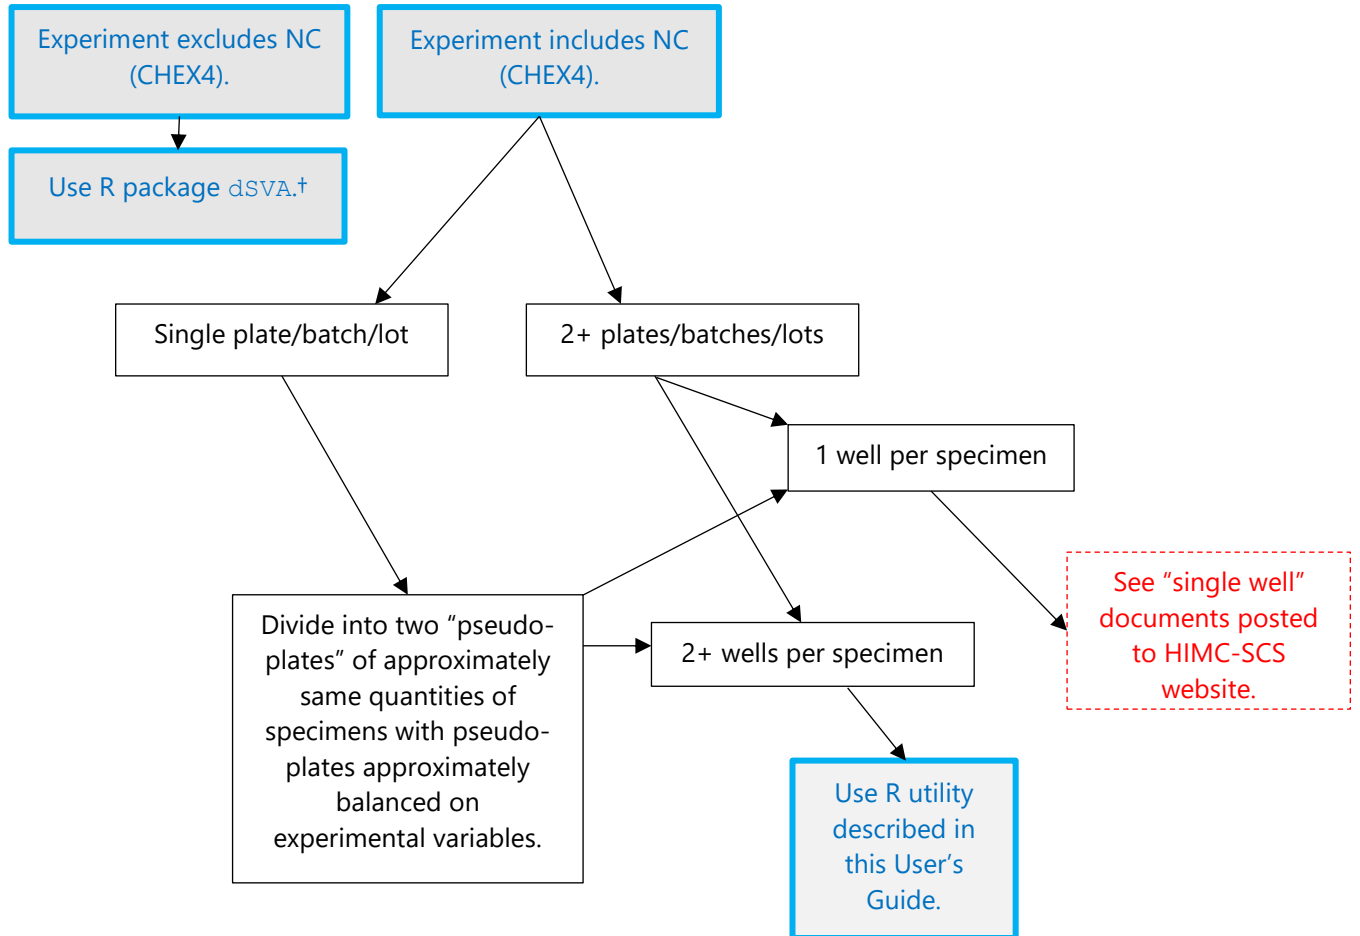 Experiment excludes NC
(CHEX4).
Experiment includes NC
(CHEX4).
Use R package dSVA.†
Single plate/batch/lot
2+ plates/batches/lots
1 well per specimen
Divide into two “pseudo-
plates” of approximately
same quantities of
specimens with pseudo-
plates approximately
balanced on
experimental variables.
2+ wells per specimen
See “single well”
documents posted
to HIMC-SCS
website.
Use R utility
described in
this User’s
Guide.